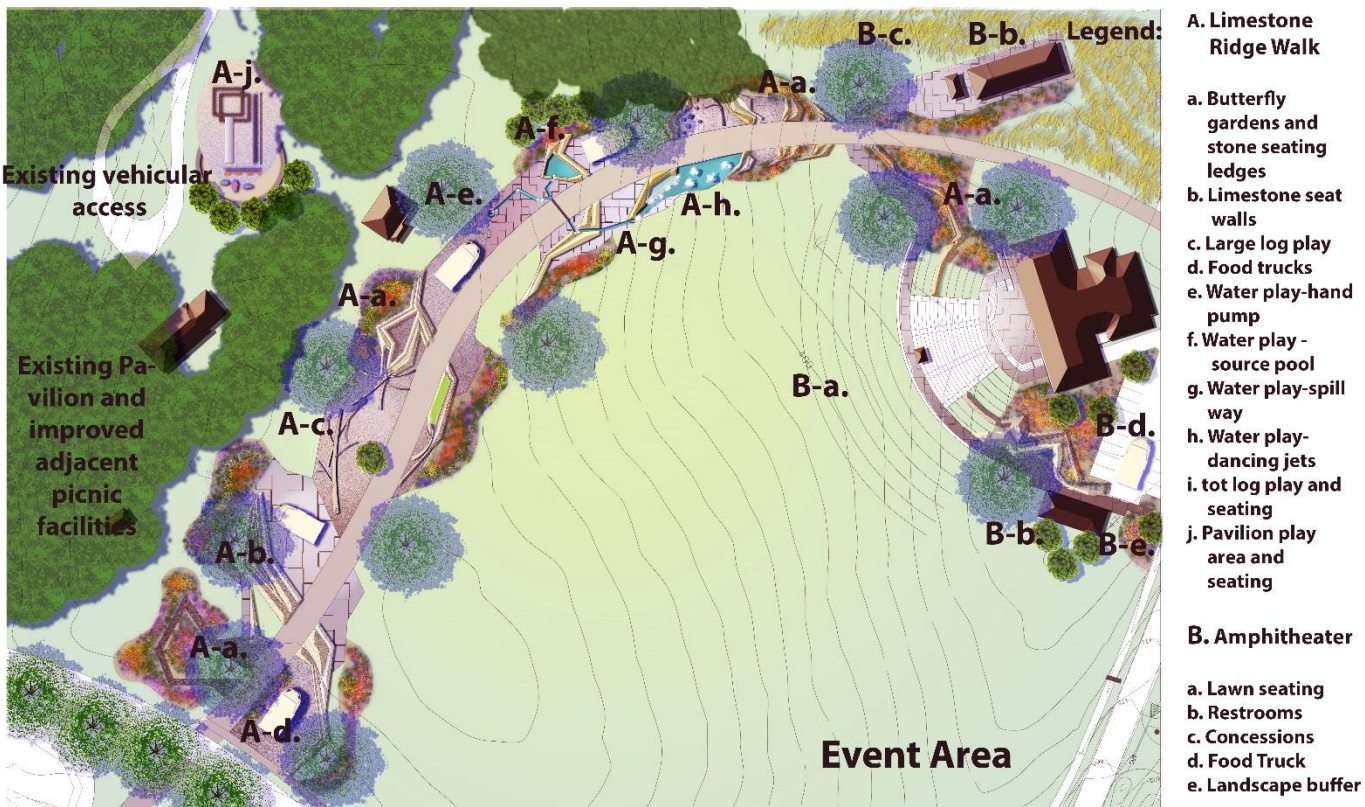 B-c.
B-b.
Legend:
A-j.
A-a.
A-f.
Existing vehicular
access
A-e.
A-h.
A-a.
A-g.
A-a.
Existing Pa-
vilion and
improved
adjacent
picnic
facilities
B-a.
A-c.
B-d.
A-b.
B-b.
B-e.
A-a.
A-d.
Event Area
A. Limestone
Ridge Walk
a. Butterfly
gardens and
stone seating
ledges
b. Limestone seat
walls
c. Large log play
d. Food trucks
e. Water play-hand
pump
f. Water play -
source pool
g. Water play-spill
way
h. Water play-
dancing jets
i. tot log play and
seating
j. Pavilion play
area and
seating
B. Amphitheater
a. Lawn seating
b. Restrooms
c. Concessions
d. Food Truck
e. Landscape buffer